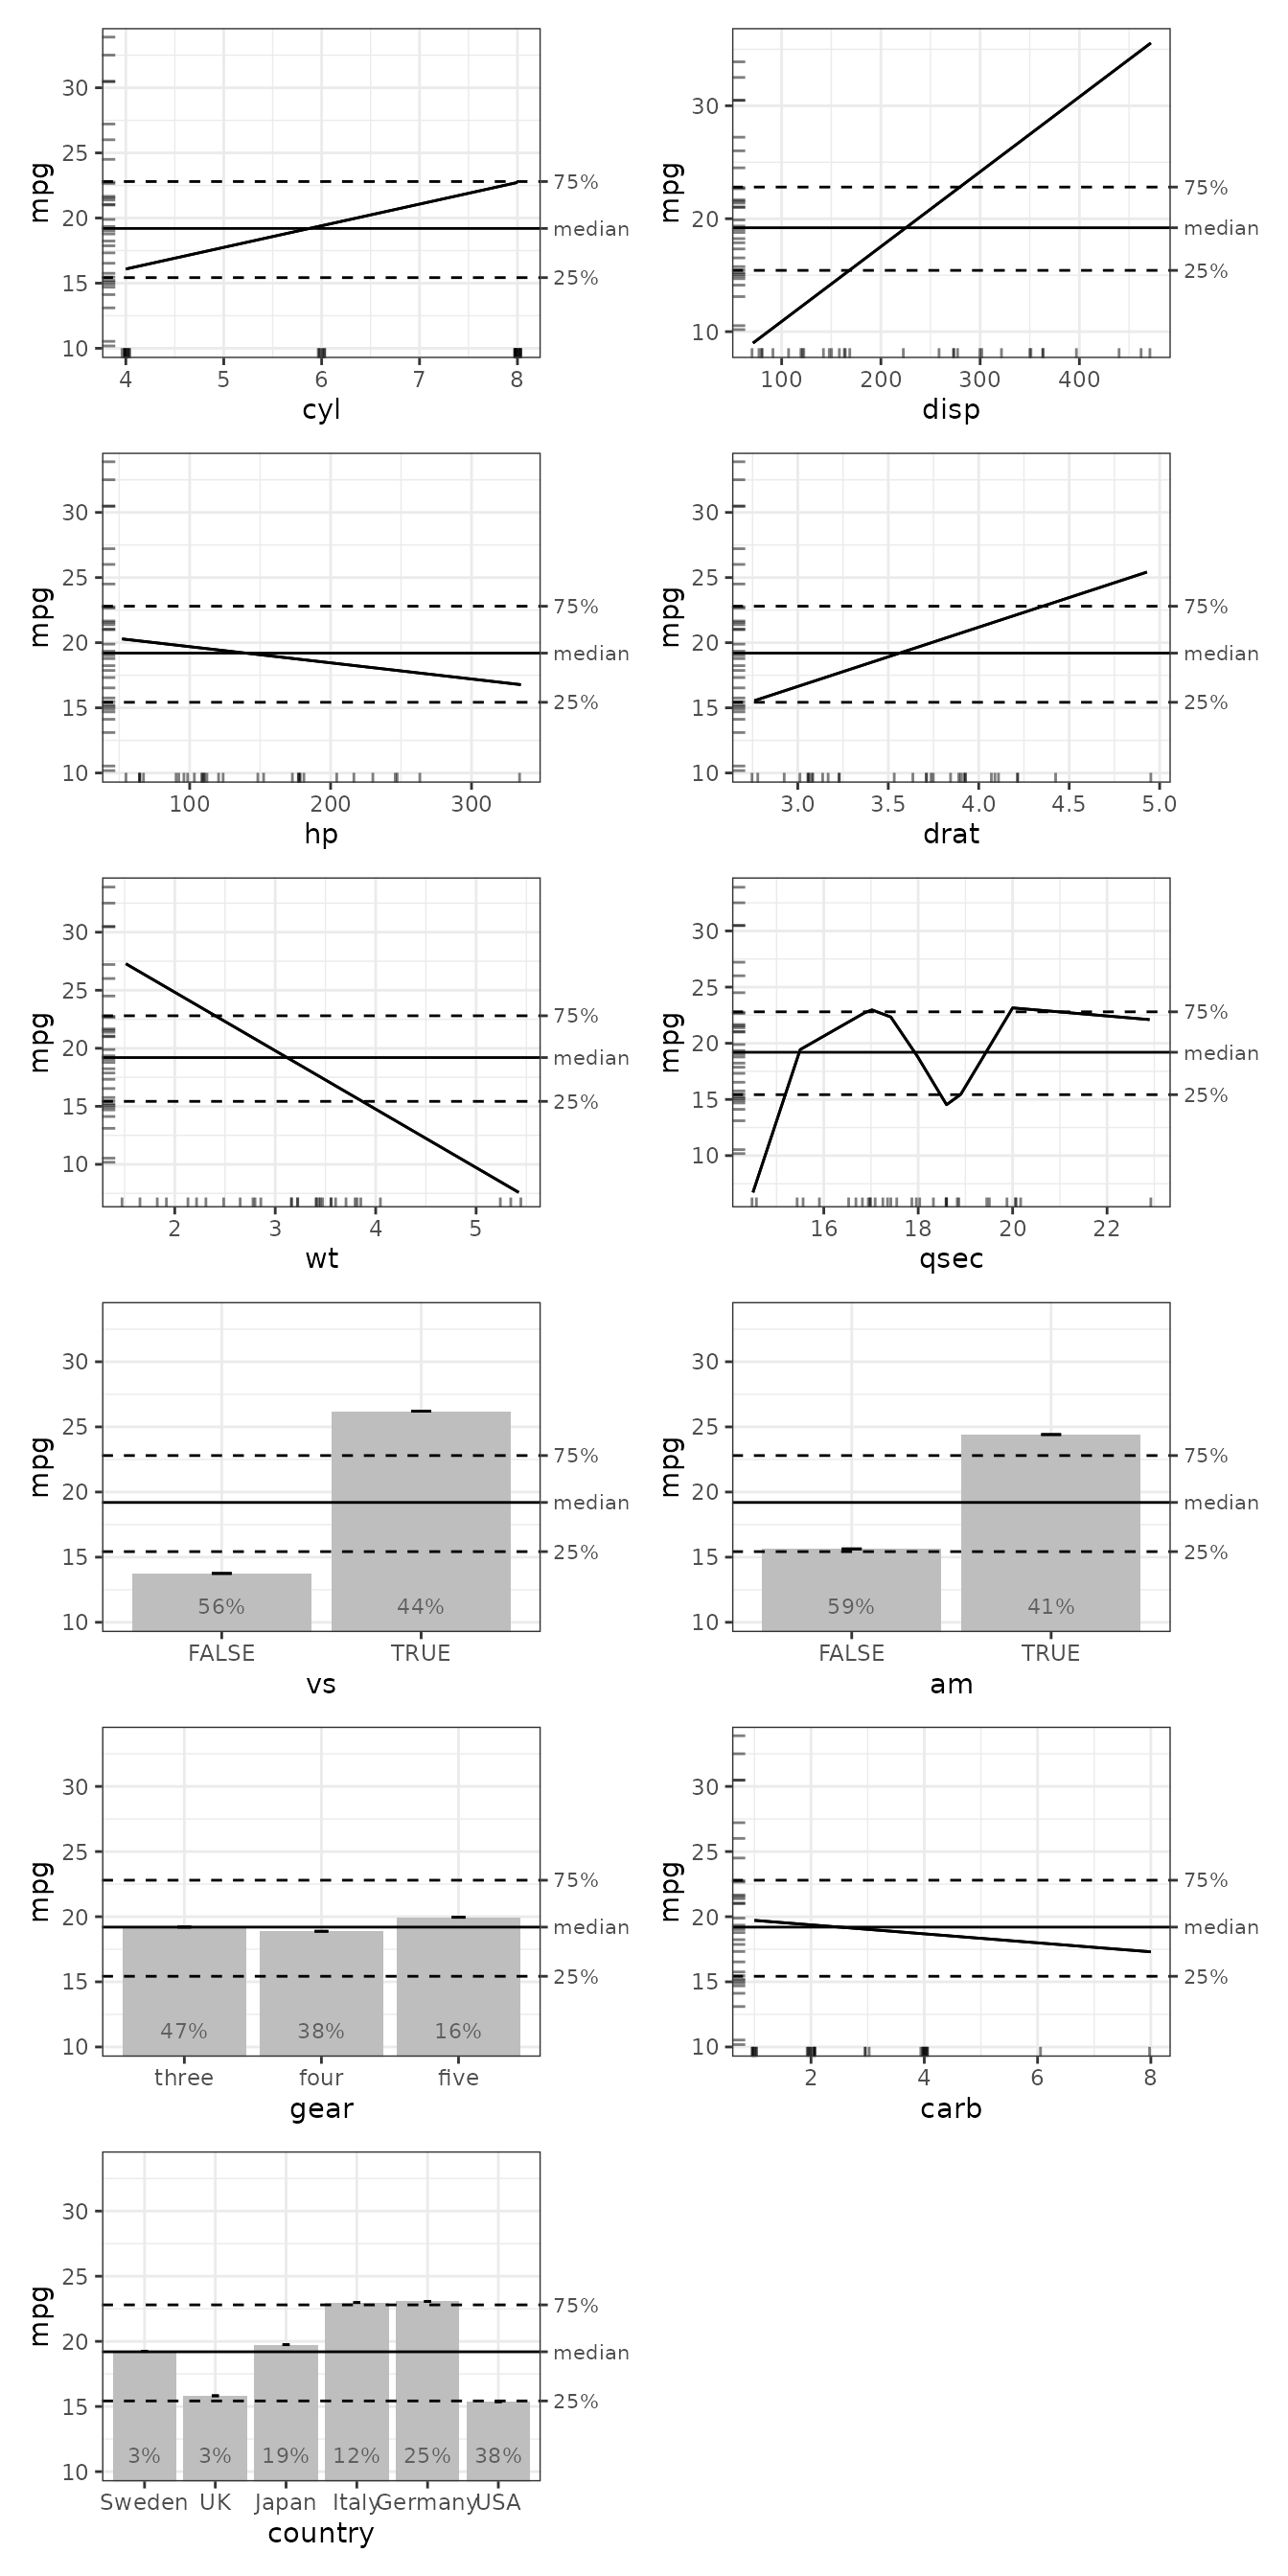 mpg
30
25
20
15
10
75%
median
25%
4 5 6 7 8
cyl
mpg
30
20
10
75%
median
25%
100 200 300 400
disp
mpg
30
25
20
15
10
75%
median
25%
100 200 300
hp
mpg
30
25
20
15
10
75%
median
25%
3.0 3.5 4.0 4.5 5.0
drat
mpg
30
25
20
15
10
75%
median
25%
2 3 4 5
wt
mpg
30
25
20
15
10
75%
median
25%
16 18 20 22
qsec
mpg
30
25
20
15
10
75%
median
25%
56% 44%
FALSE TRUE
vs
mpg
30
25
20
15
10
75%
median
25%
59% 41%
FALSE TRUE
am
mpg
30
25
20
15
10
75%
median
25%
47% 38% 16%
three four five
gear
mpg
30
25
20
15
10
75%
median
25%
2 4 6 8
carb
mpg
30
25
20
15
10
75%
median
25%
3% 3% 19% 12% 25% 38%
Sweden UK Japan Italy Germany USA
country